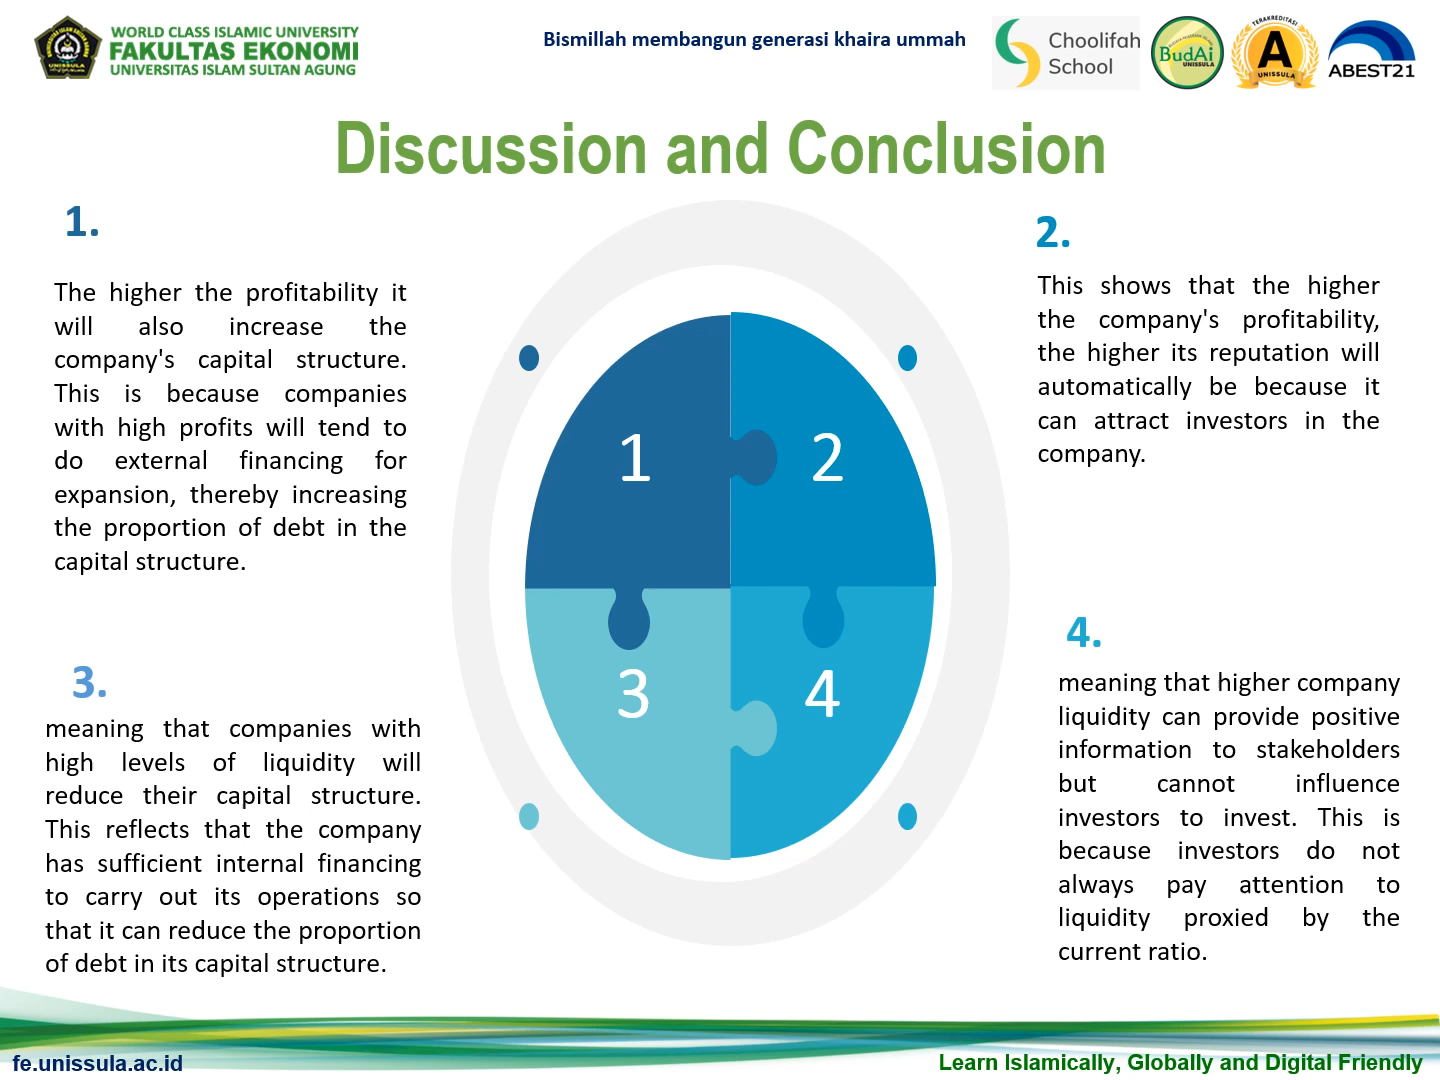 WORLD CLASS ISLAMIC UNIVERSITY
FAKULTAS EKONOMI
UNIVERSITAS ISLAM SULTAN AGUNG
Bismillah membangun generasi khaira ummah
Choolifah
School
BudAi
UNISSULA
TERAKREDITASI
A
UNISSULA
ABEST21
Discussion and Conclusion
1.
The higher the profitability it
will also increase the
company's capital structure.
This is because companies
with high profits will tend to
do external financing for
expansion, thereby increasing
the proportion of debt in the
capital structure.
2.
This shows that the higher
the company's profitability,
the higher its reputation will
automatically be because it
can attract investors in the
company.
1
2
3
4
3.
meaning that companies with
high levels of liquidity will
reduce their capital structure.
This reflects that the company
has sufficient internal financing
to carry out its operations so
that it can reduce the proportion
of debt in its capital structure.
4.
meaning that higher company
liquidity can provide positive
information to stakeholders
but cannot influence
investors to invest. This is
because investors do not
always pay attention to
liquidity proxied by the
current ratio.
fe.unissula.ac.id
Learn Islamically, Globally and Digital Friendly